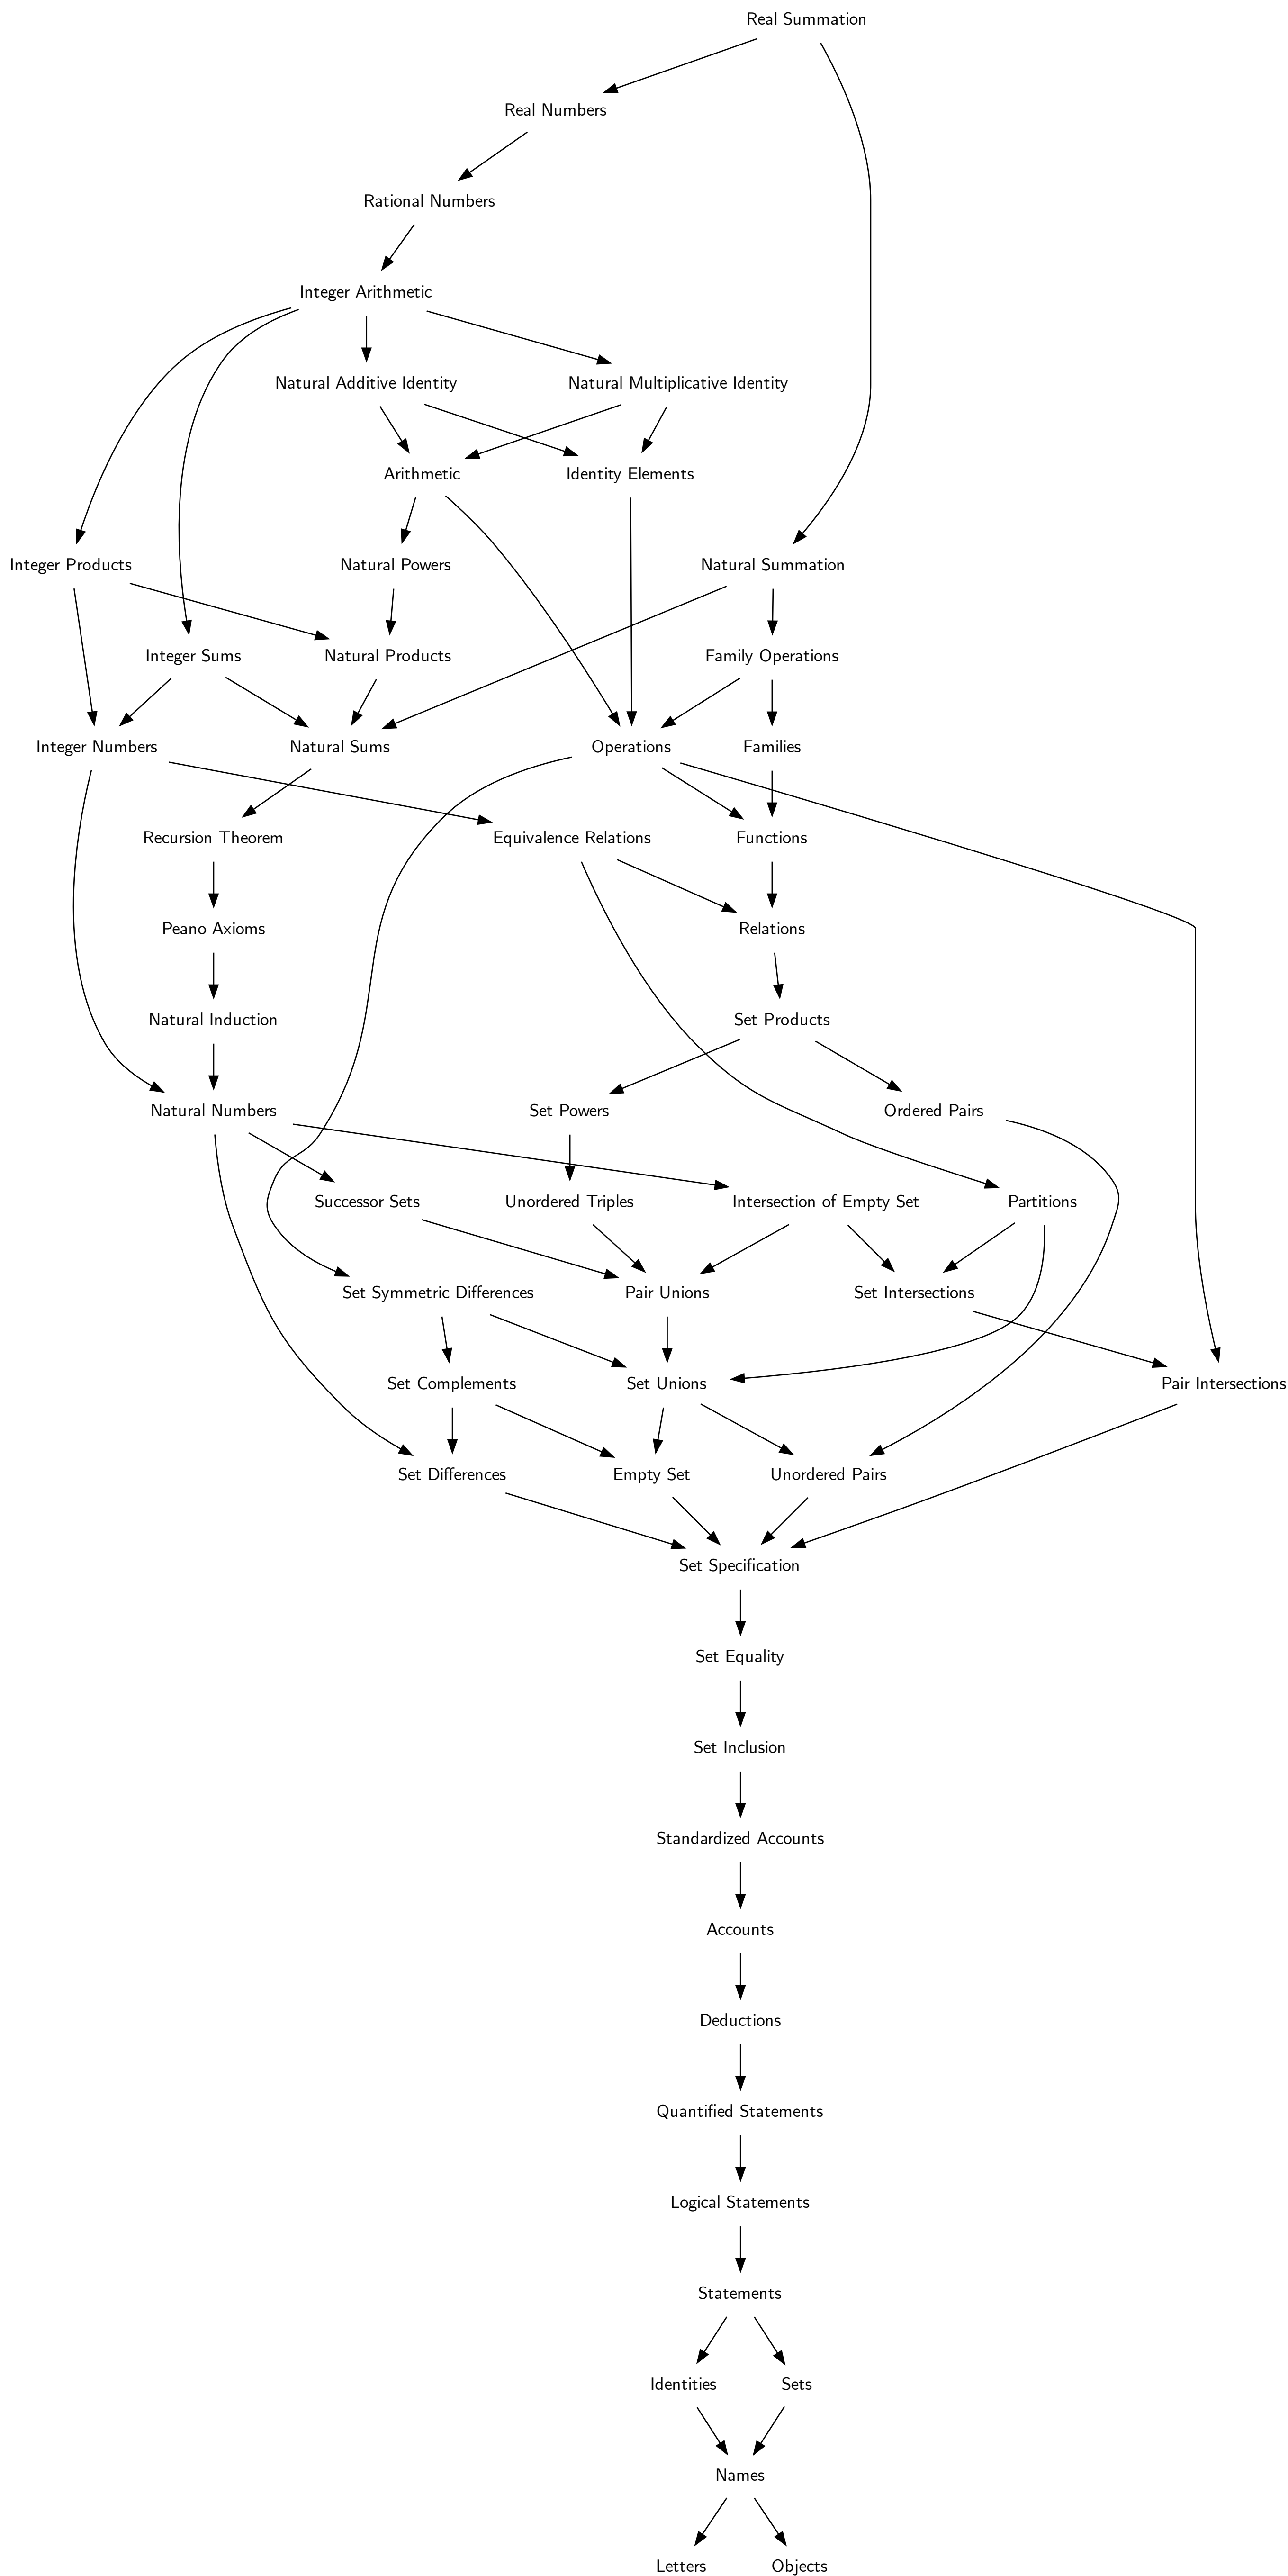 Real Summation
Real Numbers
Rational Numbers
Integer Arithmetic
Natural Additive Identity
Natural Multiplicative Identity
Arithmetic
Identity Elements
Integer Products
Natural Powers
Natural Summation
Integer Sums
Natural Products
Family Operations
Integer Numbers
Natural Sums
Operations
Families
Recursion Theorem
Equivalence Relations
Functions
Peano Axioms
Relations
Natural Induction
Set Products
Natural Numbers
Set Powers
Ordered Pairs
Successor Sets
Unordered Triples
Intersection of Empty Set
Partitions
Set Symmetric Differences
Pair Unions
Set Intersections
Set Complements
Set Unions
Pair Intersections
Set Differences
Empty Set
Unordered Pairs
Set Specification
Set Equality
Set Inclusion
Standardized Accounts
Accounts
Deductions
Quantified Statements
Logical Statements
Statements
Identities
Sets
Names
Letters
Objects